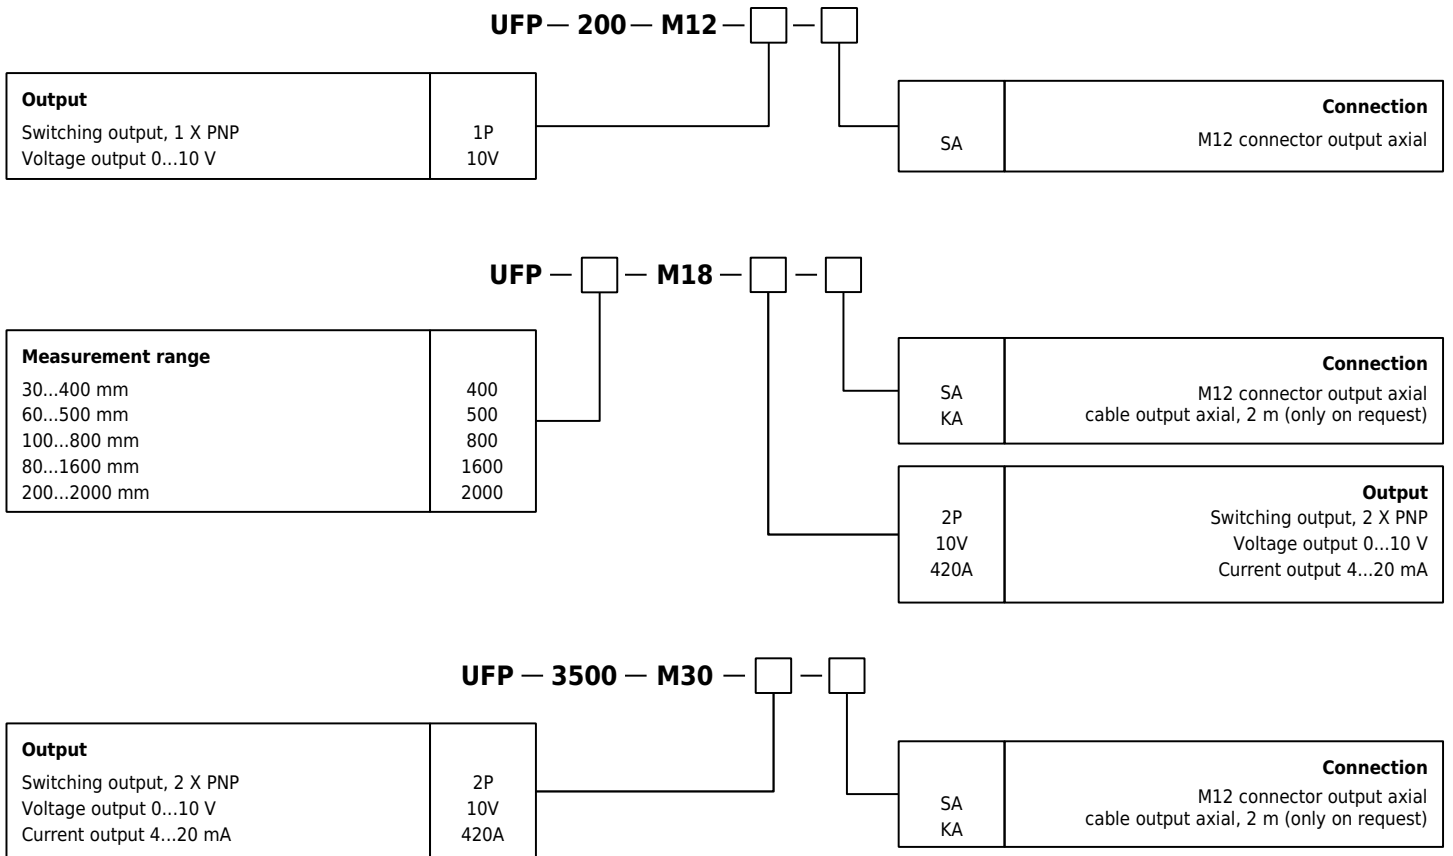 UFP — 200 — M12 — –
Output
Switching output, 1 X PNP 1P
Voltage output 0...10 V 10V
Connection
SA M12 connector output axial
UFP — — M18 — –
Measurement range
30...400 mm 400
60...500 mm 500
100...800 mm 800
80...1600 mm 1600
200...2000 mm 2000
Connection
SA M12 connector output axial
KA cable output axial, 2 m (only on request)
Output
2P Switching output, 2 X PNP
10V Voltage output 0...10 V
420A Current output 4...20 mA
UFP — 3500 — M30 — –
Output
Switching output, 2 X PNP 2P
Voltage output 0...10 V 10V
Current output 4...20 mA 420A
Connection
SA M12 connector output axial
KA cable output axial, 2 m (only on request)